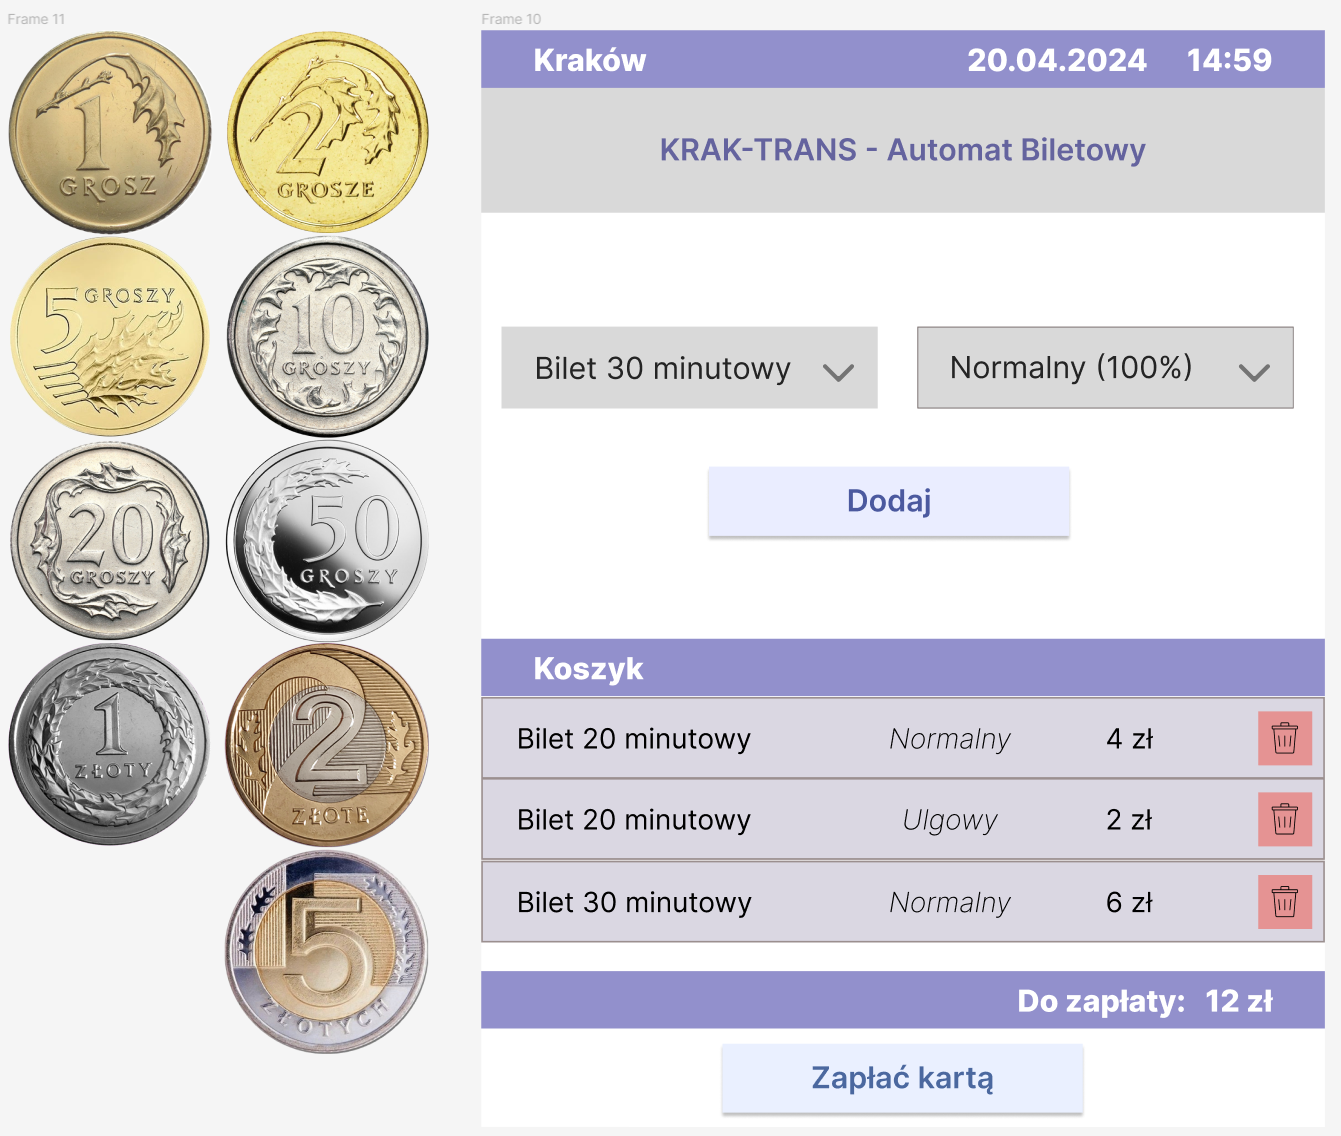 Frame 11
1
GROSZ
2
GROSZE
5 GROSZY
10
GROSZY
20
GROSZY
50
GROSZY
1
ZŁOTY
2
ZŁOTE
5
ZŁOTYCH
Frame 10
Kraków 20.04.2024 14:59
KRAK-TRANS - Automat Biletowy
Bilet 30 minutowy Normalny (100%)
Dodaj
Koszyk
Bilet 20 minutowy Normalny 4 zł
Bilet 20 minutowy Ulgowy 2 zł
Bilet 30 minutowy Normalny 6 zł
Do zapłaty: 12 zł
Zapłać kartą